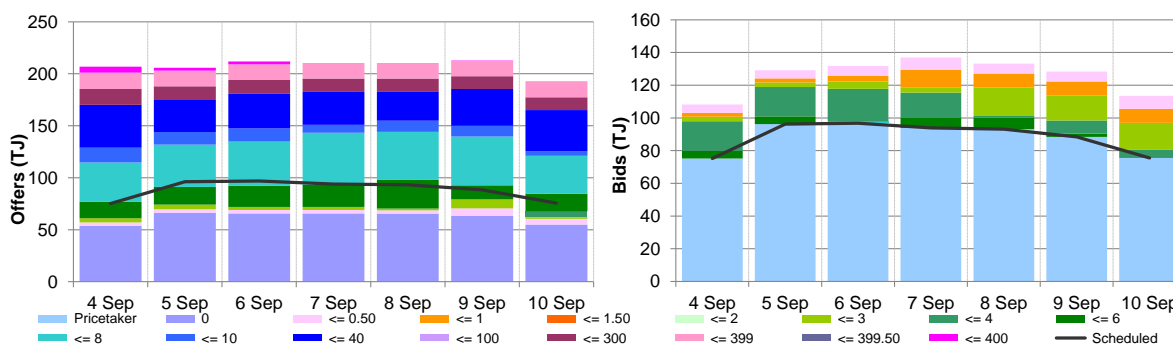 250
200
150
100
50
0
Offers (TJ)
4 Sep 5 Sep 6 Sep 7 Sep 8 Sep 9 Sep 10 Sep
160
140
120
100
80
60
40
20
0
Bids (TJ)
4 Sep 5 Sep 6 Sep 7 Sep 8 Sep 9 Sep 10 Sep
Pricetaker 0 <= 0.50 <= 1 <= 1.50 <= 2 <= 3 <= 4 <= 6
<= 8 <= 10 <= 40 <= 100 <= 300 <= 399 <= 399.50 <= 400 Scheduled